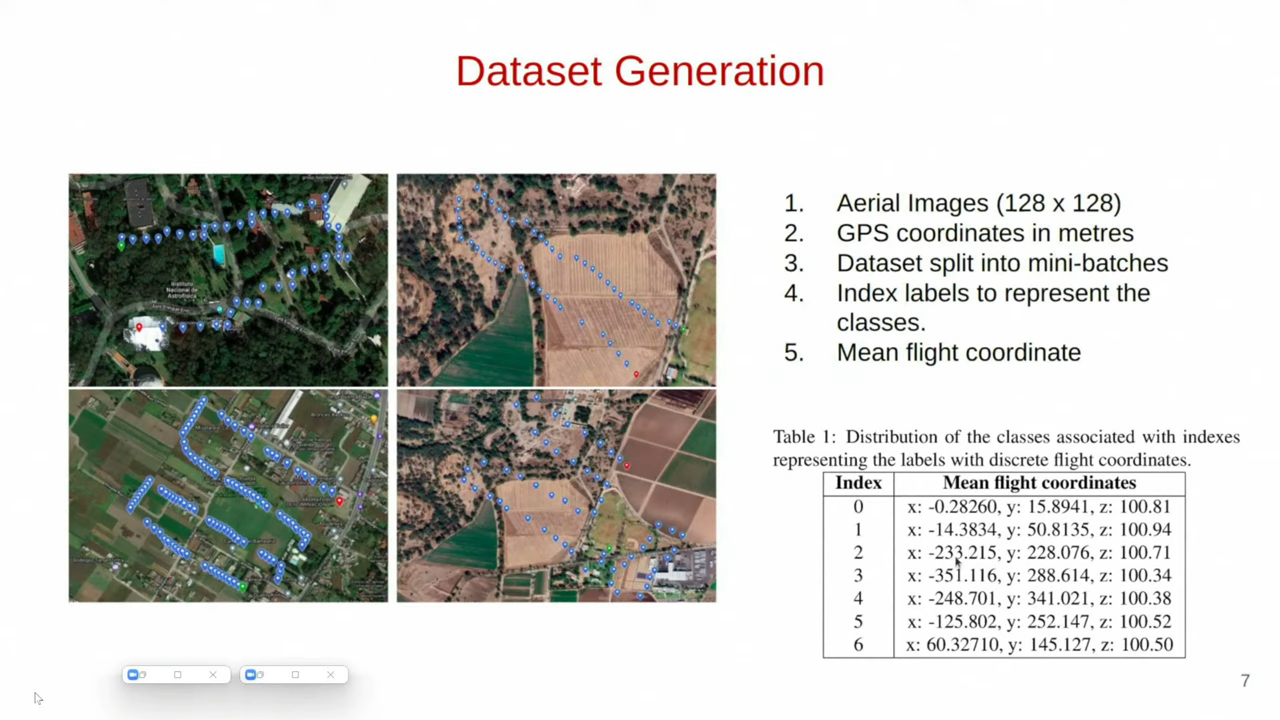 Dataset Generation
Instituto
Nacional de
Astrofísica
1. Aerial Images (128 x 128)
2. GPS coordinates in metres
3. Dataset split into mini-batches
4. Index labels to represent the
classes.
5. Mean flight coordinate
Table 1: Distribution of the classes associated with indexes
representing the labels with discrete flight coordinates.
Index Mean flight coordinates
0 x: -0.28260, y: 15.8941, z: 100.81
1 x: -14.3834, y: 50.8135, z: 100.94
2 x: -233.215, y: 228.076, z: 100.71
3 x: -351.116, y: 288.614, z: 100.34
4 x: -248.701, y: 341.021, z: 100.38
5 x: -125.802, y: 252.147, z: 100.52
6 x: 60.32710, y: 145.127, z: 100.50
7